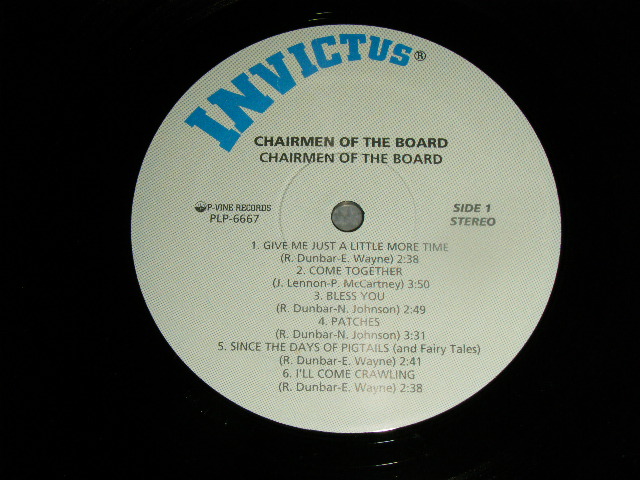 INVICTUS®
CHAIRMEN OF THE BOARD
CHAIRMEN OF THE BOARD
P-VINE RECORDS
PLP-6667
SIDE 1
STEREO
1. GIVE ME JUST A LITTLE MORE TIME
(R. Dunbar-E. Wayne) 2:38
2. COME TOGETHER
(J. Lennon-P. McCartney) 3:50
3. BLESS YOU
(R. Dunbar-N. Johnson) 2:49
4. PATCHES
(R. Dunbar-N. Johnson) 3:31
5. SINCE THE DAYS OF PIGTAILS (and Fairy Tales)
(R. Dunbar-E. Wayne) 2:41
6. I'LL COME CRAWLING
(R. Dunbar-E. Wayne) 2:38